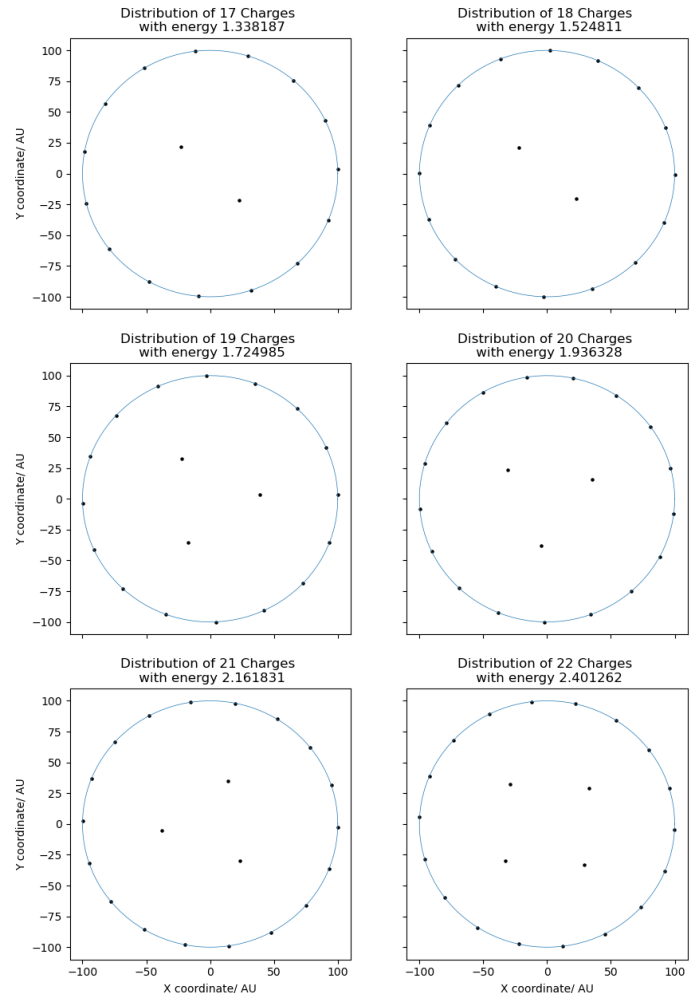 Distribution of 17 Charges
with energy 1.338187
Distribution of 18 Charges
with energy 1.524811
100
75
50
25
0
−25
−50
−75
−100
Y coordinate/ AU
Distribution of 19 Charges
with energy 1.724985
Distribution of 20 Charges
with energy 1.936328
100
75
50
25
0
−25
−50
−75
−100
Y coordinate/ AU
Distribution of 21 Charges
with energy 2.161831
Distribution of 22 Charges
with energy 2.401262
100
75
50
25
0
−25
−50
−75
−100
Y coordinate/ AU
−100 −50 0 50 100
X coordinate/ AU
−100 −50 0 50 100
X coordinate/ AU